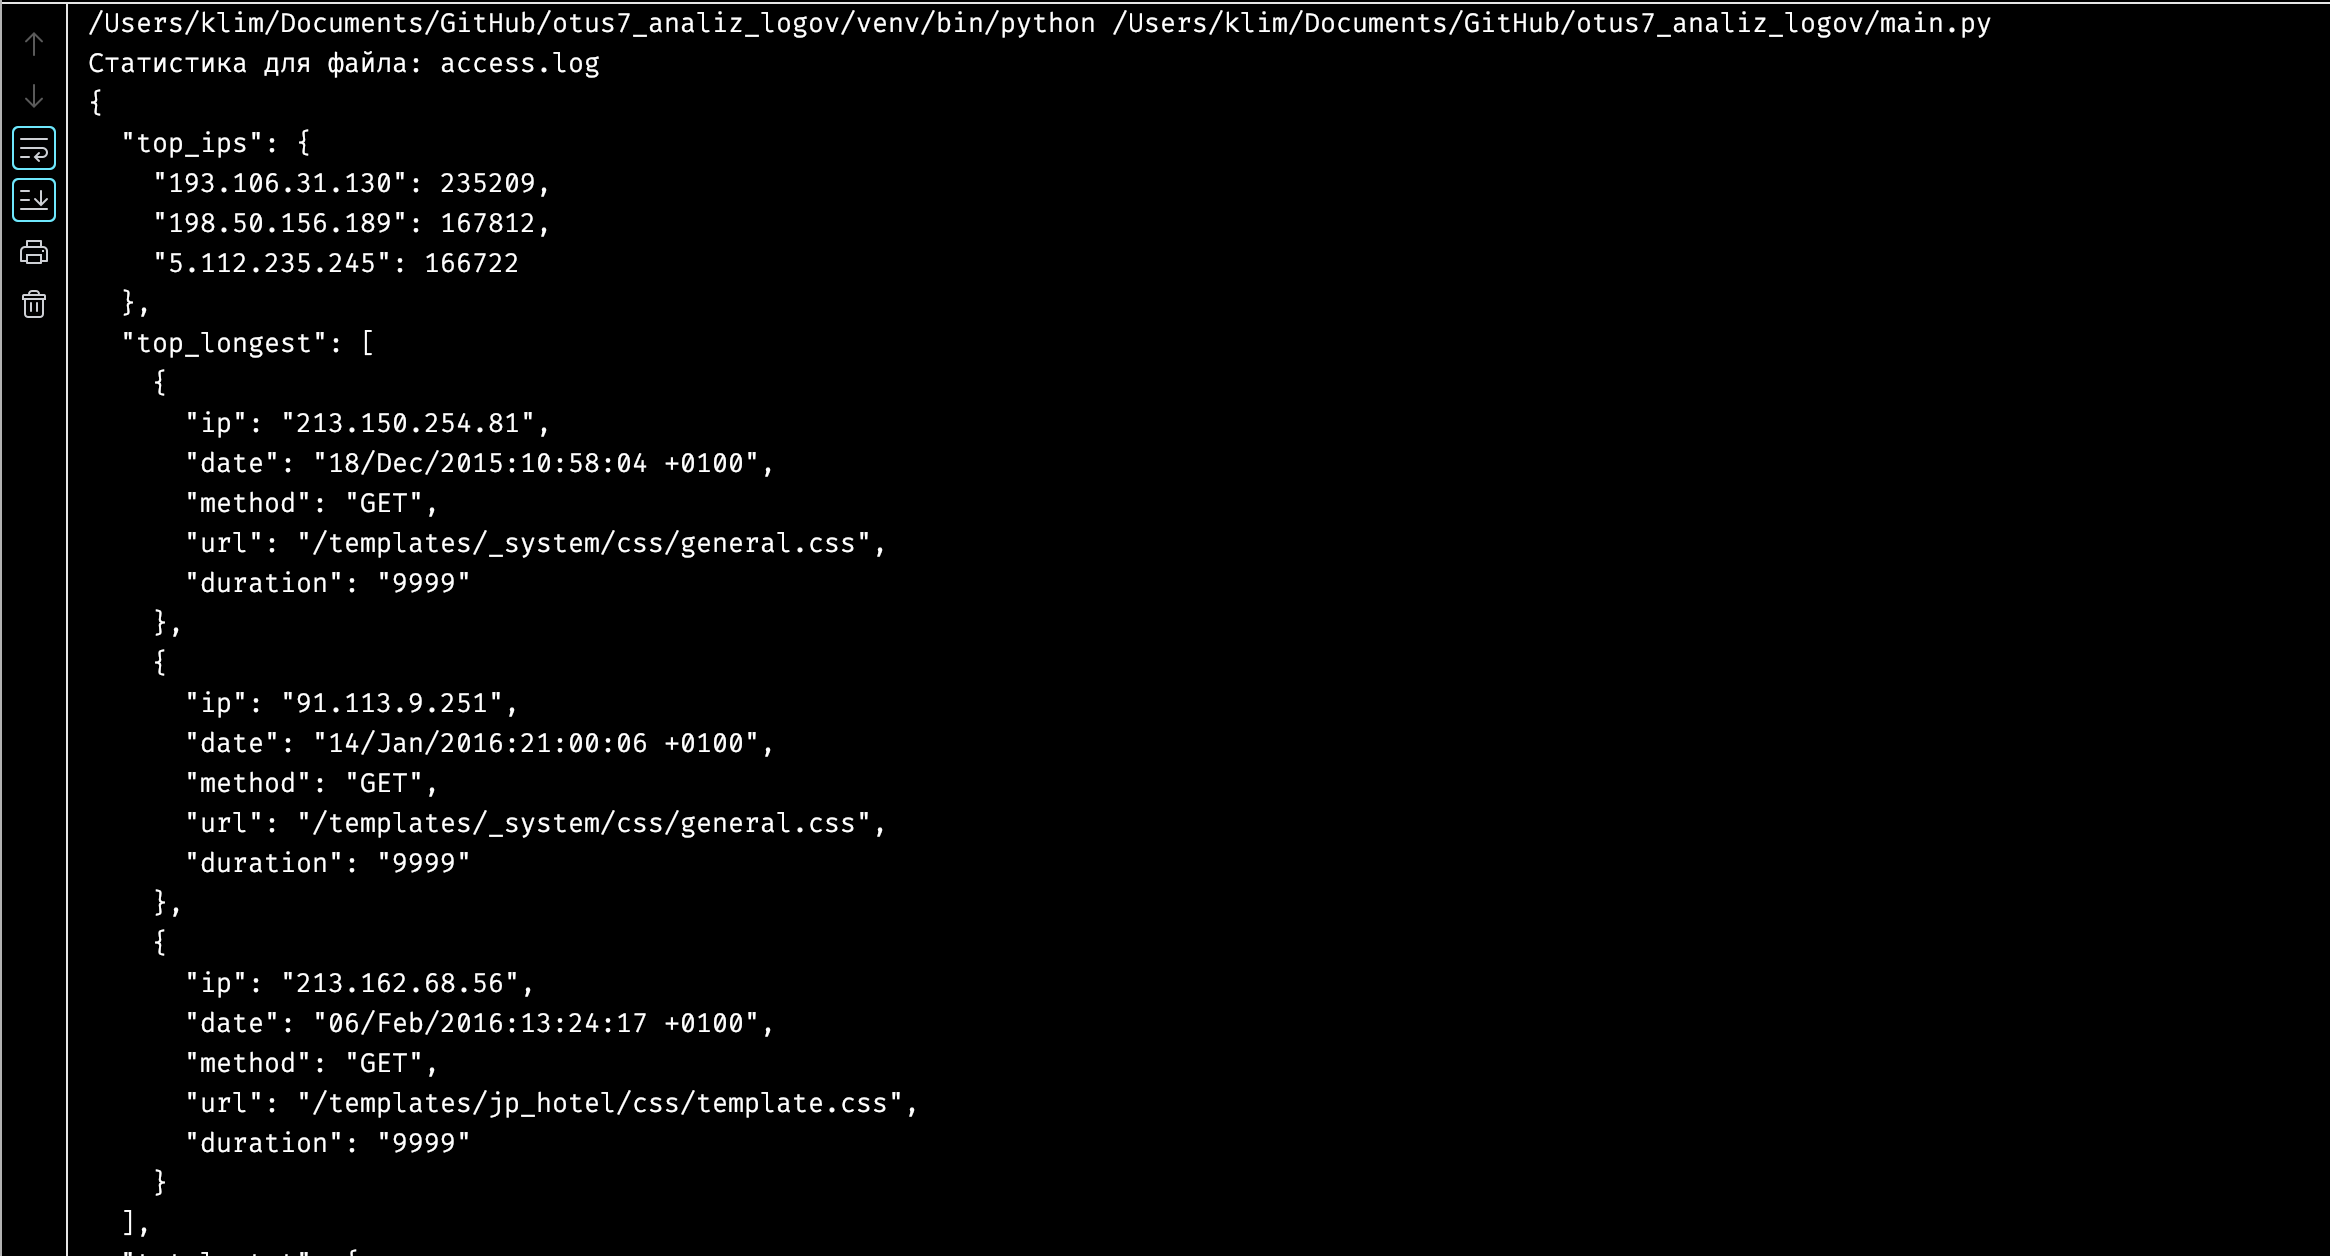 /Users/klim/Documents/GitHub/otus7_analiz_logov/venv/bin/python /Users/klim/Documents/GitHub/otus7_analiz_logov/main.py
Статистика для файла: access.log
{
  "top_ips": {
    "193.106.31.130": 235209,
    "198.50.156.189": 167812,
    "5.112.235.245": 166722
  },
  "top_longest": [
    {
      "ip": "213.150.254.81",
      "date": "18/Dec/2015:10:58:04 +0100",
      "method": "GET",
      "url": "/templates/_system/css/general.css",
      "duration": "9999"
    },
    {
      "ip": "91.113.9.251",
      "date": "14/Jan/2016:21:00:06 +0100",
      "method": "GET",
      "url": "/templates/_system/css/general.css",
      "duration": "9999"
    },
    {
      "ip": "213.162.68.56",
      "date": "06/Feb/2016:13:24:17 +0100",
      "method": "GET",
      "url": "/templates/jp_hotel/css/template.css",
      "duration": "9999"
    }
  ],